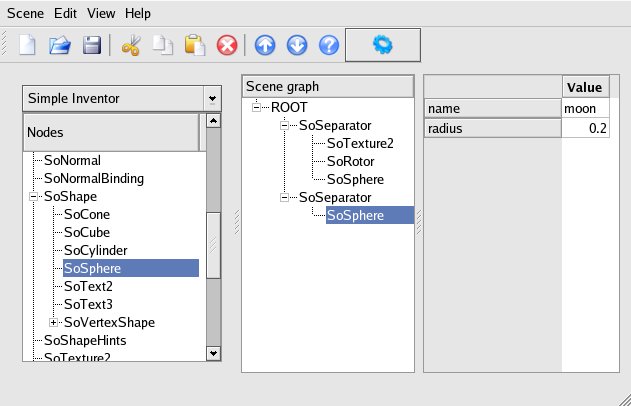 Scene Edit View Help
Simple Inventor
Nodes
SoNormal
SoNormalBinding
SoShape
SoCone
SoCube
SoCylinder
SoSphere
SoText2
SoText3
SoVertexShape
SoShapeHints
SoTexture2
Scene graph
ROOT
SoSeparator
SoTexture2
SoRotor
SoSphere
SoSeparator
SoSphere
Value
name moon
radius 0.2